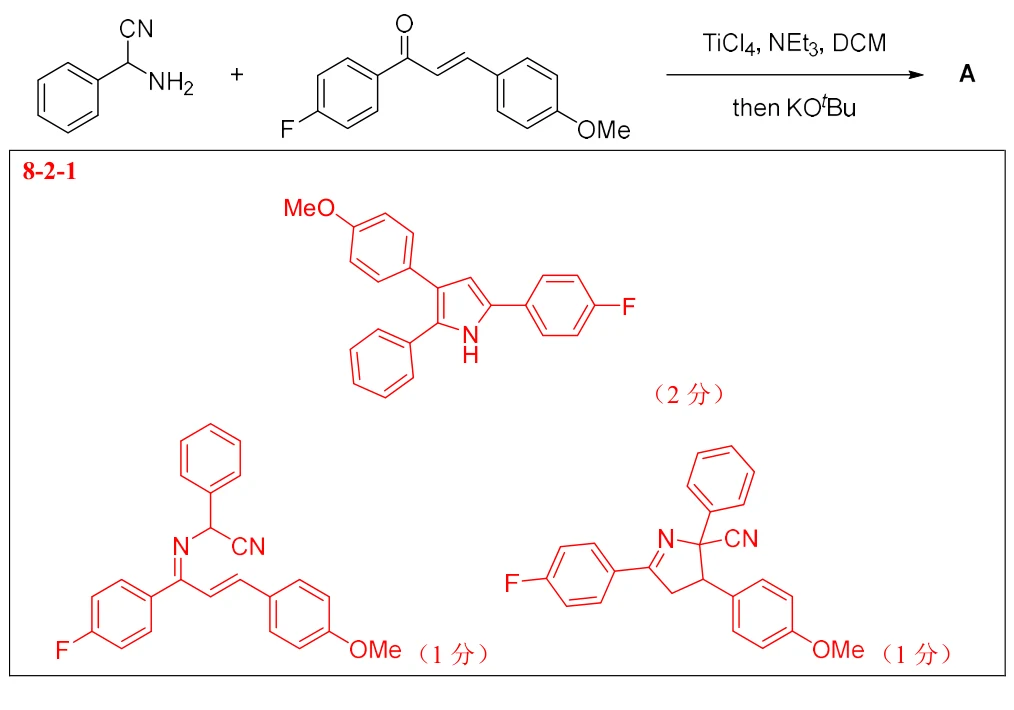 CN
NH2
+
O
F
OMe
TiCl4, NEt3, DCM
then KOtBu
A
8-2-1
MeO
F
N
H
(2 分)
N
CN
F
OMe (1 分)
N
CN
F
OMe (1 分)